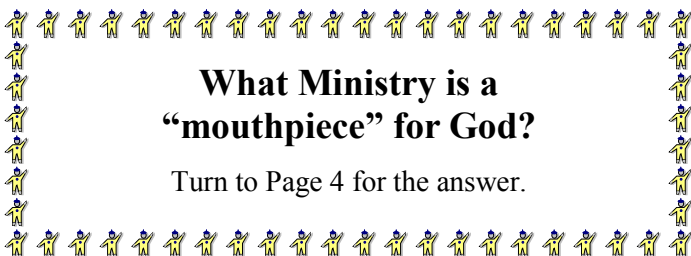 What Ministry is a
“mouthpiece” for God?
Turn to Page 4 for the answer.